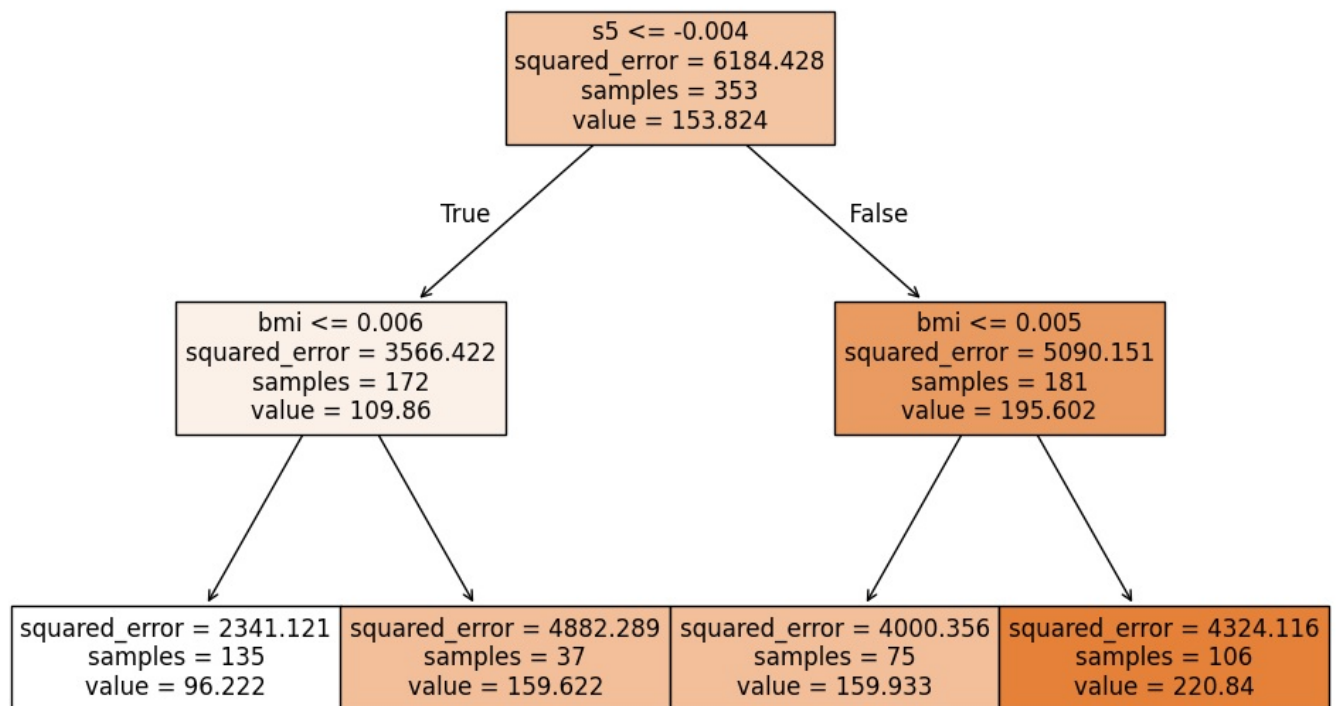 s5 <= -0.004
squared_error = 6184.428
samples = 353
value = 153.824
True
False
bmi <= 0.006
squared_error = 3566.422
samples = 172
value = 109.86
bmi <= 0.005
squared_error = 5090.151
samples = 181
value = 195.602
squared_error = 2341.121
samples = 135
value = 96.222
squared_error = 4882.289
samples = 37
value = 159.622
squared_error = 4000.356
samples = 75
value = 159.933
squared_error = 4324.116
samples = 106
value = 220.84